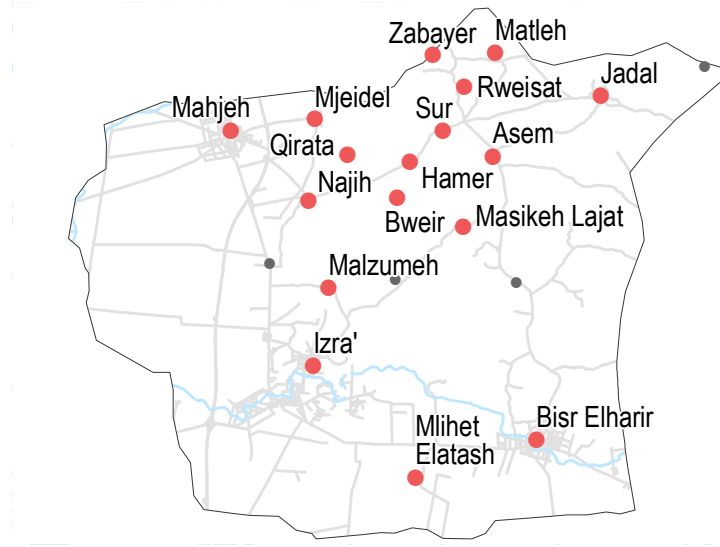 Zabayer
Matleh
Jadal
Rweisat
Mahjeh
Mjeidel
Sur
Asem
Qirata
Hamer
Najih
Bweir
Masikeh Lajat
Malzumeh
Izra'
Mlihet
Elatash
Bisr Elharir